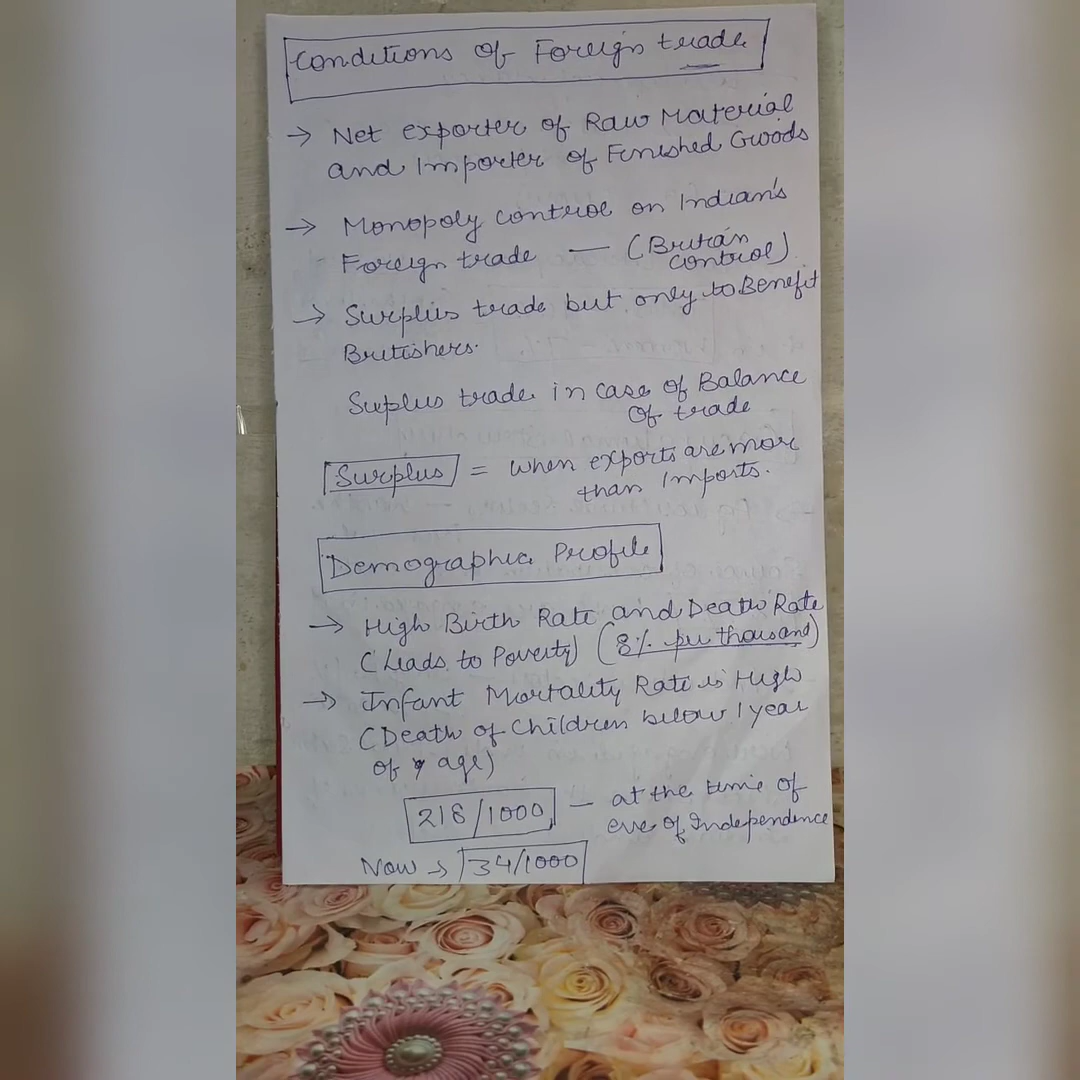 Conditions of Foreign trade
→ Net exporter of Raw Material
and Importer of Finished Goods
→ Monopoly control on Indian's
Foreign trade — (Britain control)
→ Surplus trade but only to Benefit
Britishers.
Suplus trade in case of Balance
of trade
Surplus = when exports are more
than Imports.
Demographic Profile
→ High Birth Rate and Death Rate
(Leads to Poverty) (8% per thousand)
→ Infant Mortality Rate is High
(Death of Children below 1 year
of age)
218/1000 — at the time of
eve of Independence
Now → 34/1000